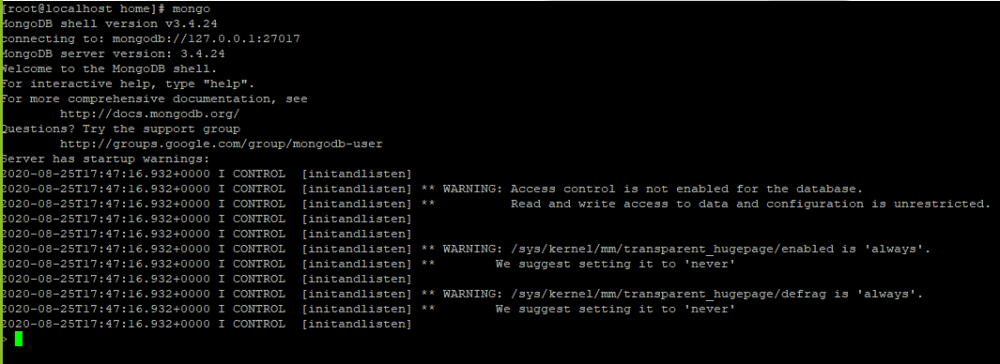 [root@localhost home]# mongo
MongoDB shell version v3.4.24
connecting to: mongodb://127.0.0.1:27017
MongoDB server version: 3.4.24
Welcome to the MongoDB shell.
For interactive help, type "help".
For more comprehensive documentation, see
        http://docs.mongodb.org/
Questions? Try the support group
        http://groups.google.com/group/mongodb-user
Server has startup warnings:
2020-08-25T17:47:16.932+0000 I CONTROL  [initandlisten]
2020-08-25T17:47:16.932+0000 I CONTROL  [initandlisten] ** WARNING: Access control is not enabled for the database.
2020-08-25T17:47:16.932+0000 I CONTROL  [initandlisten] **          Read and write access to data and configuration is unrestricted.
2020-08-25T17:47:16.932+0000 I CONTROL  [initandlisten]
2020-08-25T17:47:16.932+0000 I CONTROL  [initandlisten]
2020-08-25T17:47:16.932+0000 I CONTROL  [initandlisten] ** WARNING: /sys/kernel/mm/transparent_hugepage/enabled is 'always'.
2020-08-25T17:47:16.932+0000 I CONTROL  [initandlisten] **        We suggest setting it to 'never'
2020-08-25T17:47:16.932+0000 I CONTROL  [initandlisten]
2020-08-25T17:47:16.932+0000 I CONTROL  [initandlisten] ** WARNING: /sys/kernel/mm/transparent_hugepage/defrag is 'always'.
2020-08-25T17:47:16.932+0000 I CONTROL  [initandlisten] **        We suggest setting it to 'never'
2020-08-25T17:47:16.932+0000 I CONTROL  [initandlisten]
>